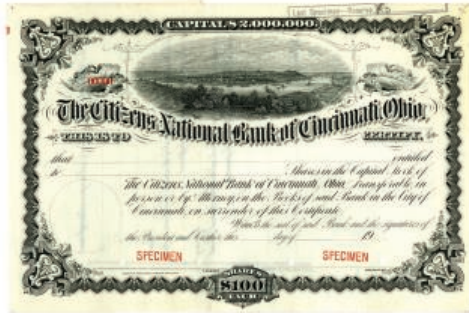 Last Specimen
CAPITAL $2,000,000.
The Citizens National Bank of Cincinnati, Ohio,
THIS IS TO CERTIFY,
that entitled
to Shares in the Capital Stock of
The Citizens National Bank of Cincinnati, Ohio, transferable in
person or by Attorney, on the Books of said Bank in the City of
Cincinnati, on surrender of this Certificate.
Witness the seal of said Bank and the signatures of
the President and Cashier this day of 19
SPECIMEN SPECIMEN
SHARES
$100
EACH